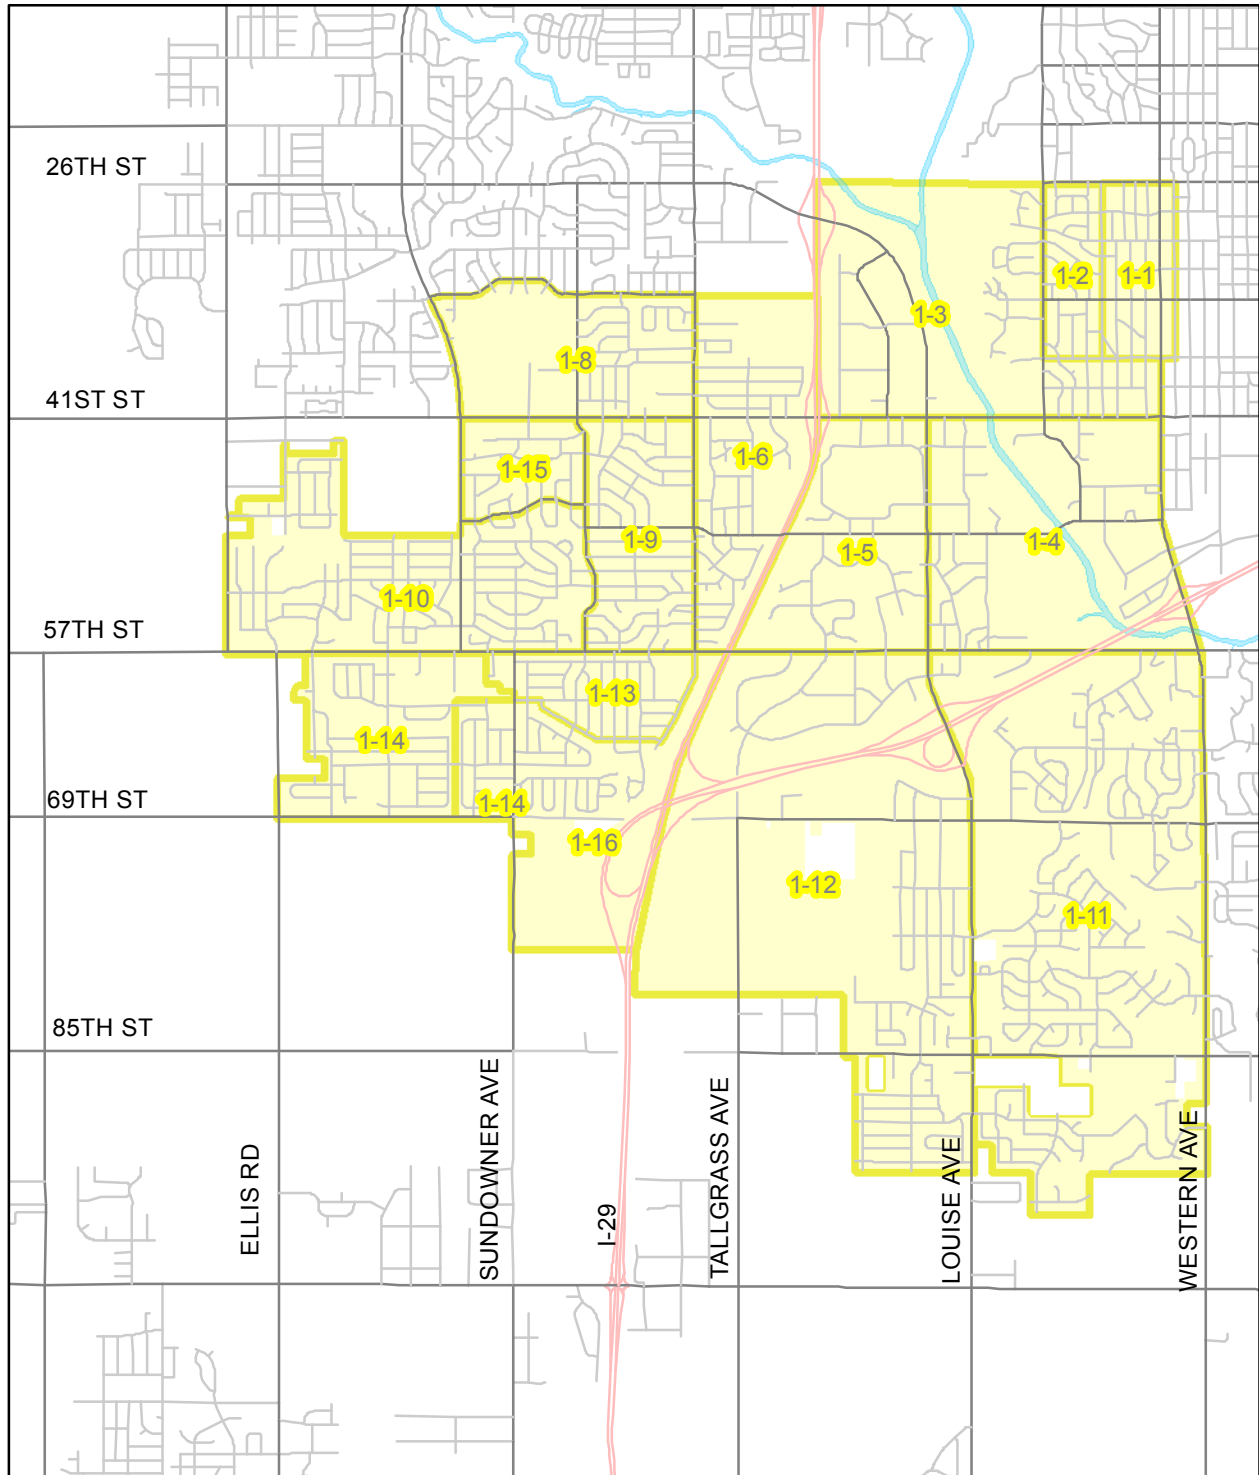 26TH ST
1-2
1-1
1-3
1-8
41ST ST
1-6
1-15
1-9
1-4
1-5
1-10
57TH ST
1-13
1-14
69TH ST
1-14
1-16
1-12
1-11
85TH ST
ELLIS RD
SUNDOWNER AVE
I-29
TALLGRASS AVE
LOUISE AVE
WESTERN AVE